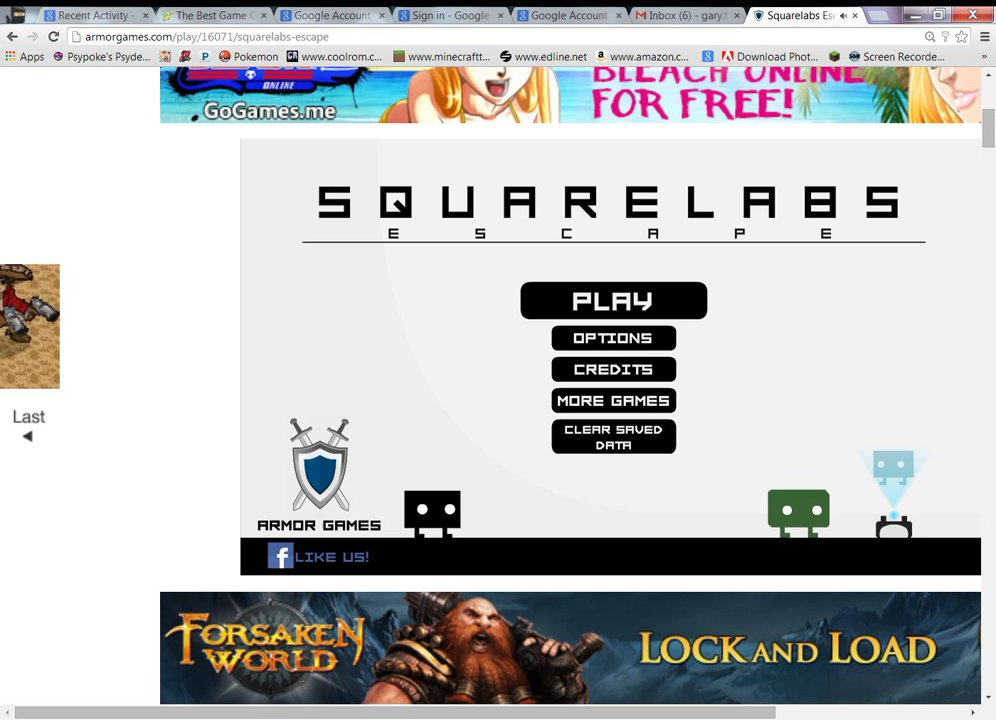 Recent Activity -
The Best Game C
Google Account
Sign in - Google
Google Account
Inbox (6) - gary.t
Squarelabs Esc
armorgames.com/play/16071/squarelabs-escape
Apps
Psypoke's Psyde...
Pokemon
www.coolrom.c...
www.minecraftt...
www.edline.net
www.amazon.c...
Download Phot...
Screen Recorde...
»
ONLINE
GoGames.me
BLEACH ONLINE
FOR FREE!
SQUARELABS
ESCAPE
PLAY
OPTIONS
CREDITS
MORE GAMES
CLEAR SAVED
DATA
Last
ARMOR GAMES
f LIKE US!
FORSAKEN
WORLD
LOCK AND LOAD